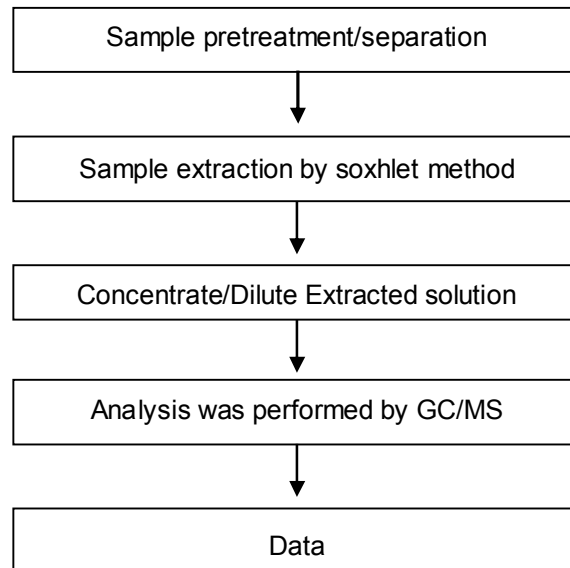 Sample pretreatment/separation
Sample extraction by soxhlet method
Concentrate/Dilute Extracted solution
Analysis was performed by GC/MS
Data